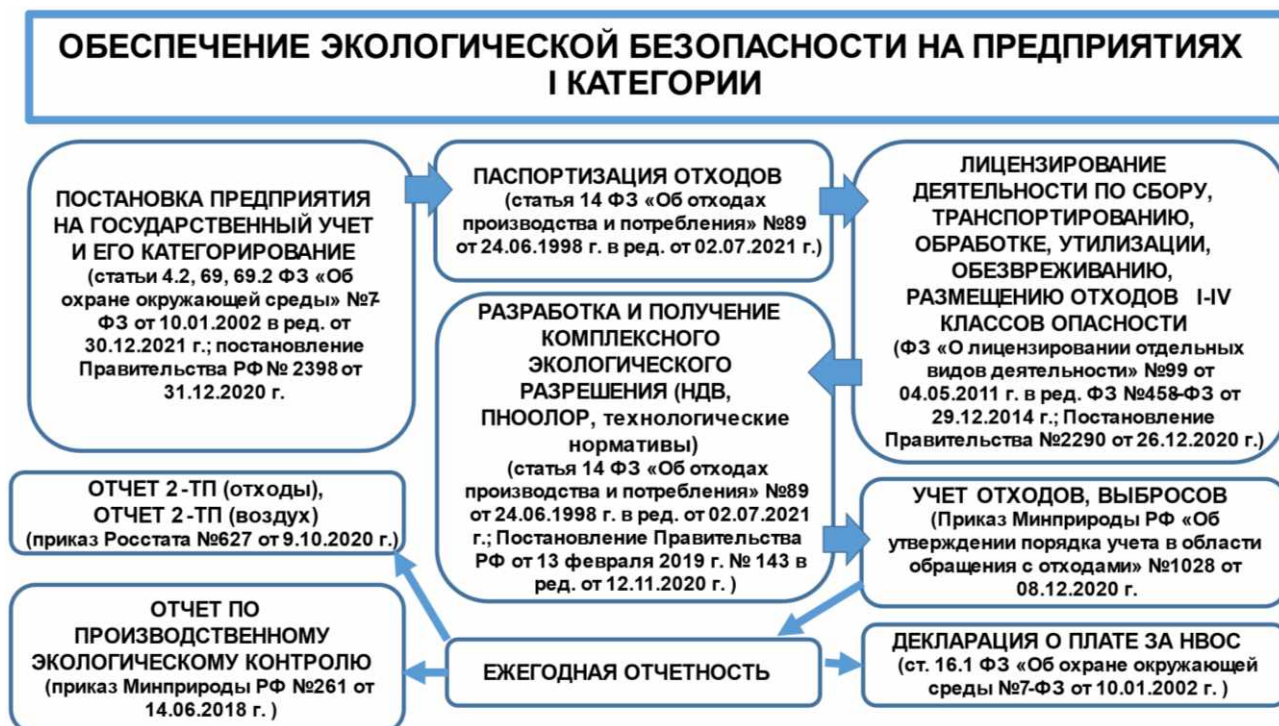 ОБЕСПЕЧЕНИЕ ЭКОЛОГИЧЕСКОЙ БЕЗОПАСНОСТИ НА ПРЕДПРИЯТИЯХ
I КАТЕГОРИИ
ПОСТАНОВКА ПРЕДПРИЯТИЯ
НА ГОСУДАРСТВЕННЫЙ УЧЕТ
И ЕГО КАТЕГОРИРОВАНИЕ
(статьи 4.2, 69, 69.2 ФЗ «Об
охране окружающей среды» №7-
ФЗ от 10.01.2002 в ред. от
30.12.2021 г.; постановление
Правительства РФ № 2398 от
31.12.2020 г.
ПАСПОРТИЗАЦИЯ ОТХОДОВ
(статья 14 ФЗ «Об отходах
производства и потребления» №89
от 24.06.1998 г. в ред. от 02.07.2021 г.)
ЛИЦЕНЗИРОВАНИЕ
ДЕЯТЕЛЬНОСТИ ПО СБОРУ,
ТРАНСПОРТИРОВАНИЮ,
ОБРАБОТКЕ, УТИЛИЗАЦИИ,
ОБЕЗВРЕЖИВАНИЮ,
РАЗМЕЩЕНИЮ ОТХОДОВ I-IV
КЛАССОВ ОПАСНОСТИ
(ФЗ «О лицензировании отдельных
видов деятельности» №99 от
04.05.2011 г. в ред. ФЗ №458-ФЗ от
29.12.2014 г.; Постановление
Правительства №2290 от 26.12.2020 г.)
РАЗРАБОТКА И ПОЛУЧЕНИЕ
КОМПЛЕКСНОГО
ЭКОЛОГИЧЕСКОГО
РАЗРЕШЕНИЯ (НДВ,
ПНООЛОР, технологические
нормативы)
(статья 14 ФЗ «Об отходах
производства и потребления» №89
от 24.06.1998 г. в ред. от 02.07.2021
г.; Постановление Правительства
РФ от 13 февраля 2019 г. № 143 в
ред. от 12.11.2020 г. )
УЧЕТ ОТХОДОВ, ВЫБРОСОВ
(Приказ Минприроды РФ «Об
утверждении порядка учета в области
обращения с отходами» №1028 от
08.12.2020 г.
ЕЖЕГОДНАЯ ОТЧЕТНОСТЬ
ОТЧЕТ 2-ТП (отходы),
ОТЧЕТ 2-ТП (воздух)
(приказ Росстата №627 от 9.10.2020 г.)
ОТЧЕТ ПО
ПРОИЗВОДСТВЕННОМУ
ЭКОЛОГИЧЕСКОМУ КОНТРОЛЮ
(приказ Минприроды РФ №261 от
14.06.2018 г. )
ДЕКЛАРАЦИЯ О ПЛАТЕ ЗА НВОС
(ст. 16.1 ФЗ «Об охране окружающей
среды №7-ФЗ от 10.01.2002 г. )